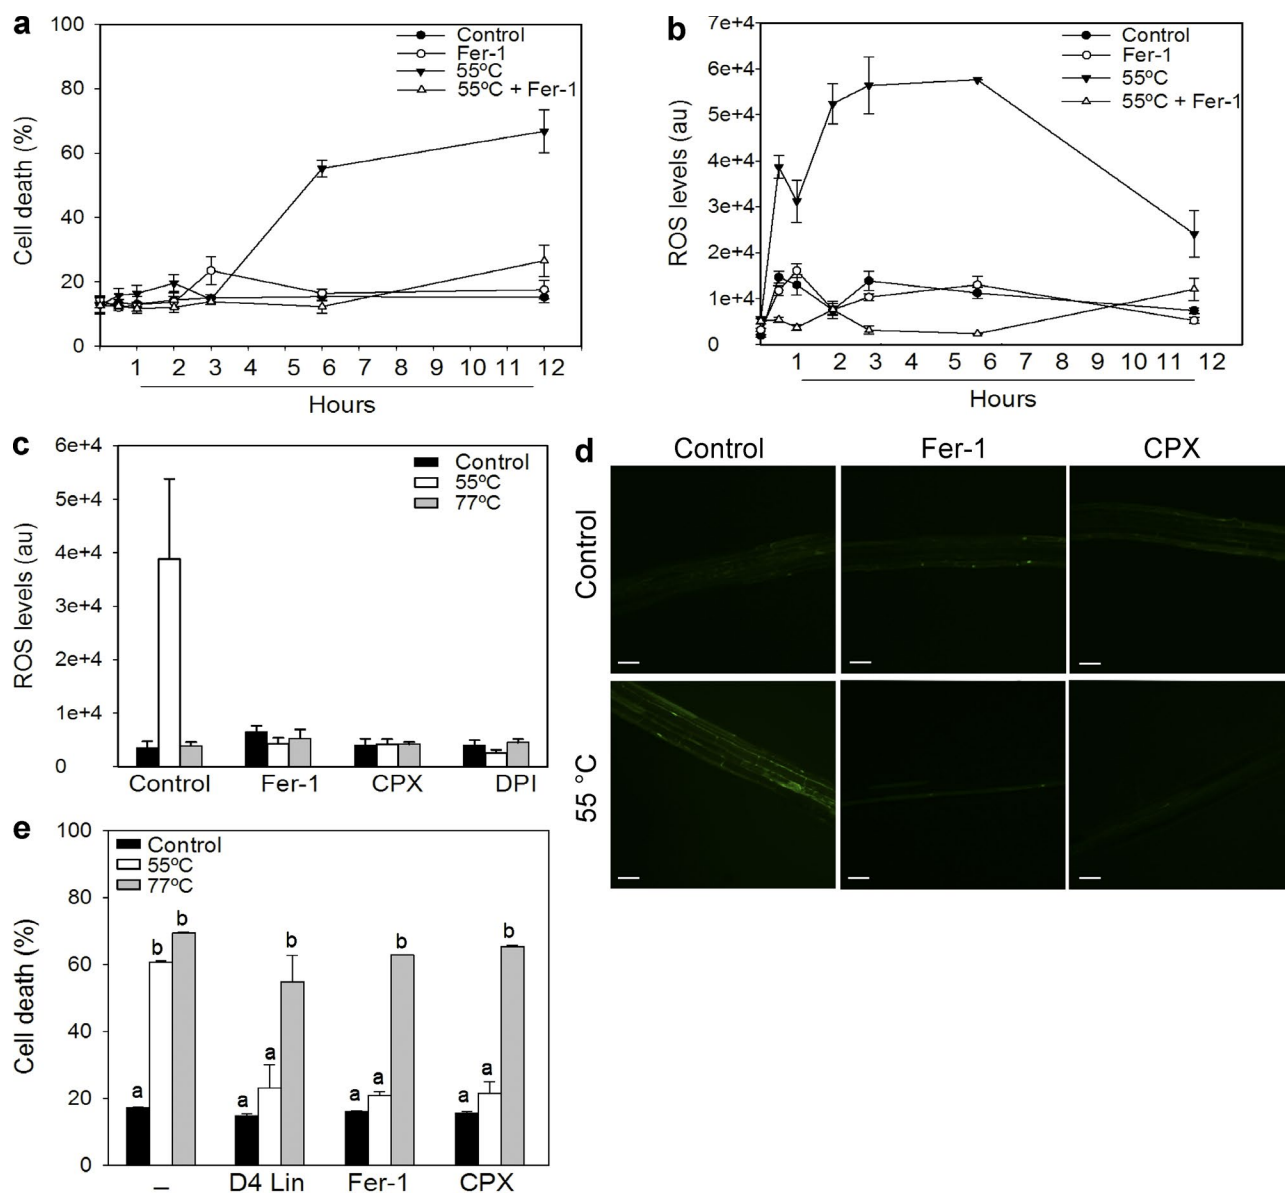 a
100
80
60
40
20
0
Cell death (%)
Control
Fer-1
55ºC
55ºC + Fer-1
1 2 3 4 5 6 7 8 9 10 11 12
Hours
b
7e+4
6e+4
5e+4
4e+4
3e+4
2e+4
1e+4
0
ROS levels (au)
Control
Fer-1
55ºC
55ºC + Fer-1
1 2 3 4 5 6 7 8 9 10 11 12
Hours
c
6e+4
5e+4
4e+4
3e+4
2e+4
1e+4
0
ROS levels (au)
Control
55ºC
77ºC
Control Fer-1 CPX DPI
d
Control Fer-1 CPX
Control
55 °C
e
100
80
60
40
20
0
Cell death (%)
Control
55ºC
77ºC
a b b
a a b
a a b
a a b
– D4 Lin Fer-1 CPX